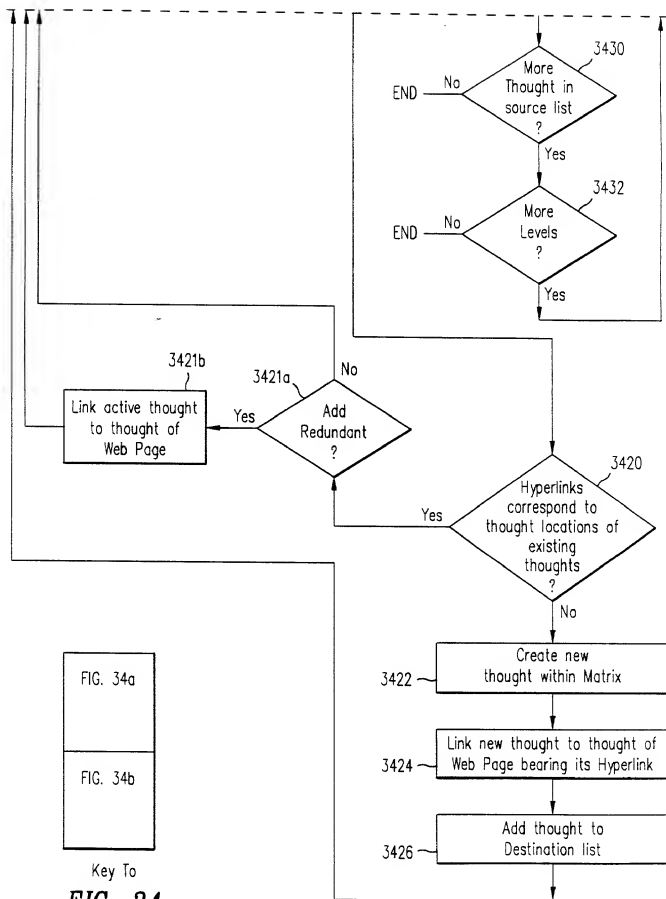 3430
More
Thought in
source list
?
No
END
Yes
3432
More
Levels
?
No
END
Yes
3421b
Link active thought
to thought of
Web Page
Yes
3421a
Add
Redundant
?
No
3420
Hyperlinks
correspond to
thought locations of
existing
thoughts
?
Yes
No
3422
Create new
thought within Matrix
3424
Link new thought to thought of
Web Page bearing its Hyperlink
3426
Add thought to
Destination list
FIG. 34a
FIG. 34b
Key To
FIG. 34